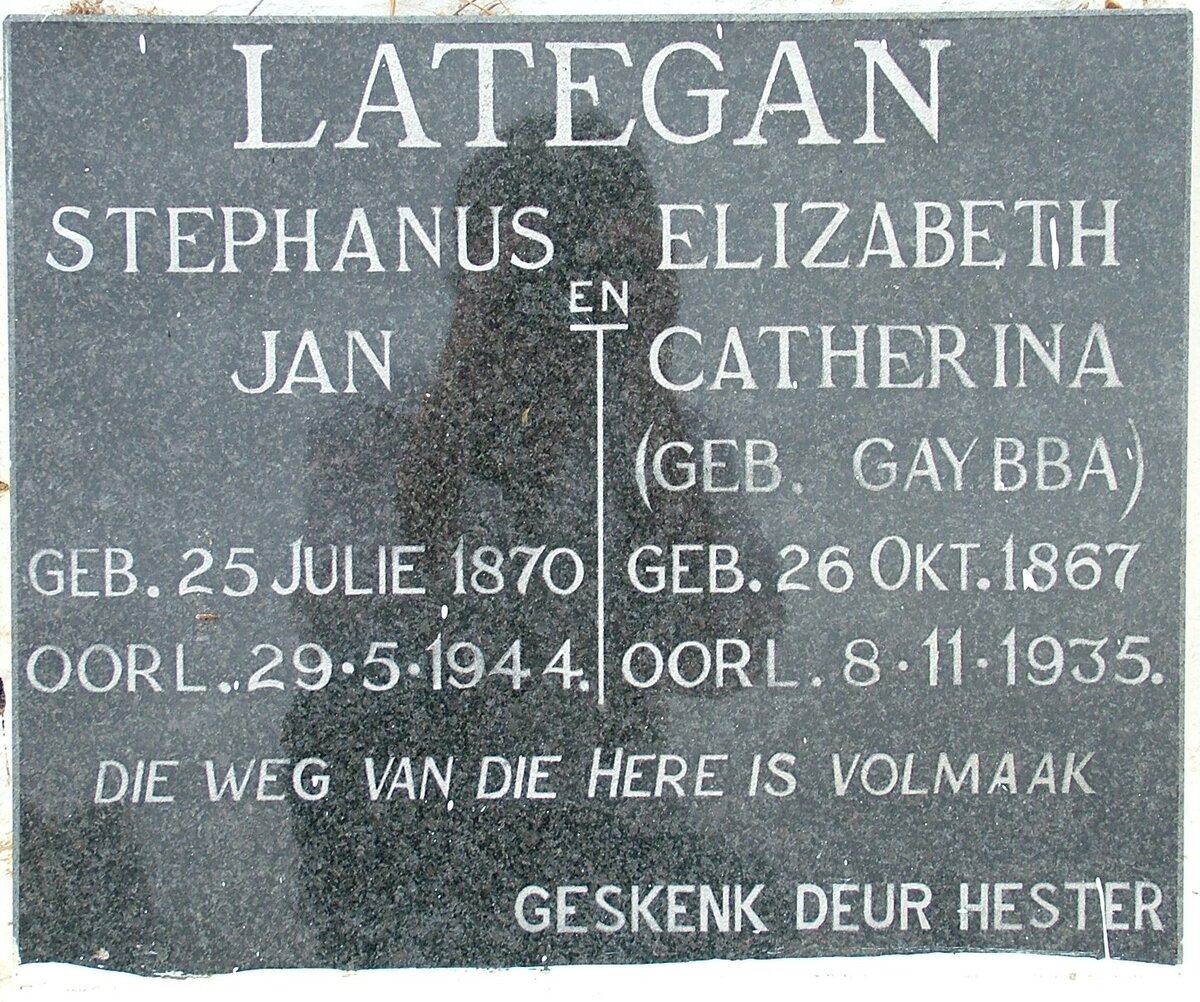 LATEGAN
STEPHANUS EN ELIZABETH
JAN CATHERINA
(GEB. GAYBBA)
GEB. 25 JULIE 1870 GEB. 26 OKT. 1867
OORL. 29·5·1944. OORL. 8·11·1935.
DIE WEG VAN DIE HERE IS VOLMAAK
GESKENK DEUR HESTER